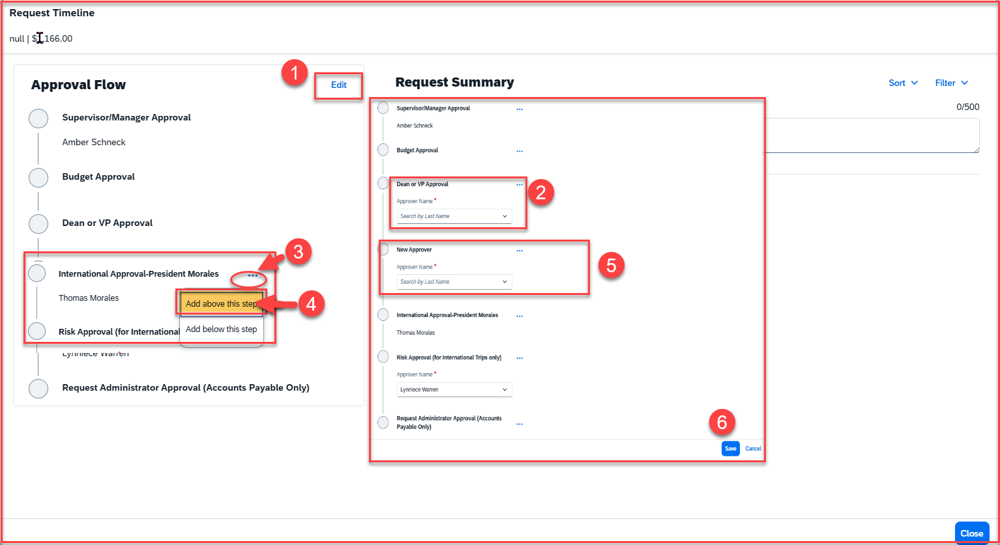 Request Timeline
null | $1,166.00
Approval Flow
1
Edit
Supervisor/Manager Approval
Amber Schneck
Budget Approval
Dean or VP Approval
3
International Approval-President Morales
...
Thomas Morales
Add above this step
4
Add below this step
Risk Approval (for International
Lynniece Warren
Request Administrator Approval (Accounts Payable Only)
Request Summary
Sort
Filter
0/500
Supervisor/Manager Approval ...
Amber Schneck
Budget Approval ...
Dean or VP Approval ...
2
Approver Name *
Search by Last Name
New Approver ...
5
Approver Name *
Search by Last Name
International Approval-President Morales ...
Thomas Morales
Risk Approval (for International Trips only) ...
Approver Name *
Lynniece Warren
Request Administrator Approval (Accounts
Payable Only) ...
6
Save Cancel
Close